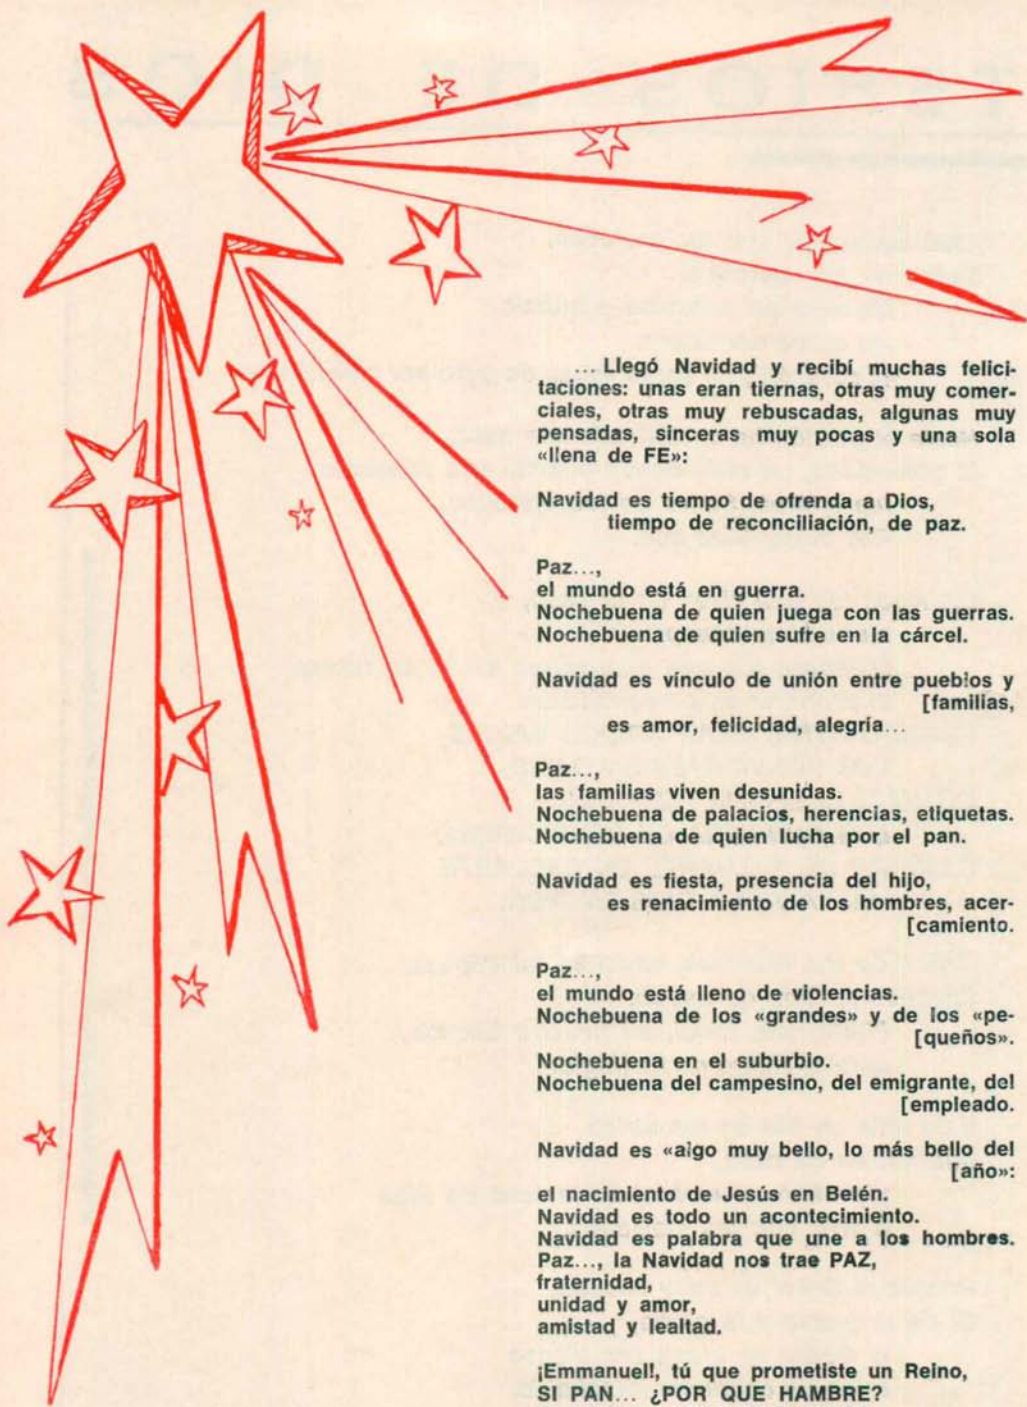 ... Llegó Navidad y recibí muchas felici-
taciones: unas eran tiernas, otras muy comer-
ciales, otras muy rebuscadas, algunas muy
pensadas, sinceras muy pocas y una sola
«llena de FE»:
Navidad es tiempo de ofrenda a Dios,
tiempo de reconciliación, de paz.
Paz...,
el mundo está en guerra.
Nochebuena de quien juega con las guerras.
Nochebuena de quien sufre en la cárcel.
Navidad es vínculo de unión entre pueblos y
[familias,
es amor, felicidad, alegría...
Paz...,
las familias viven desunidas.
Nochebuena de palacios, herencias, etiquetas.
Nochebuena de quien lucha por el pan.
Navidad es fiesta, presencia del hijo,
es renacimiento de los hombres, acer-
[camiento.
Paz...,
el mundo está lleno de violencias.
Nochebuena de los «grandes» y de los «pe-
[queños».
Nochebuena en el suburbio.
Nochebuena del campesino, del emigrante, del
[empleado.
Navidad es «algo muy bello, lo más bello del
[año»:
el nacimiento de Jesús en Belén.
Navidad es todo un acontecimiento.
Navidad es palabra que une a los hombres.
Paz..., la Navidad nos trae PAZ,
fraternidad,
unidad y amor,
amistad y lealtad.
¡Emmanuel!, tú que prometiste un Reino,
SI PAN... ¿POR QUE HAMBRE?